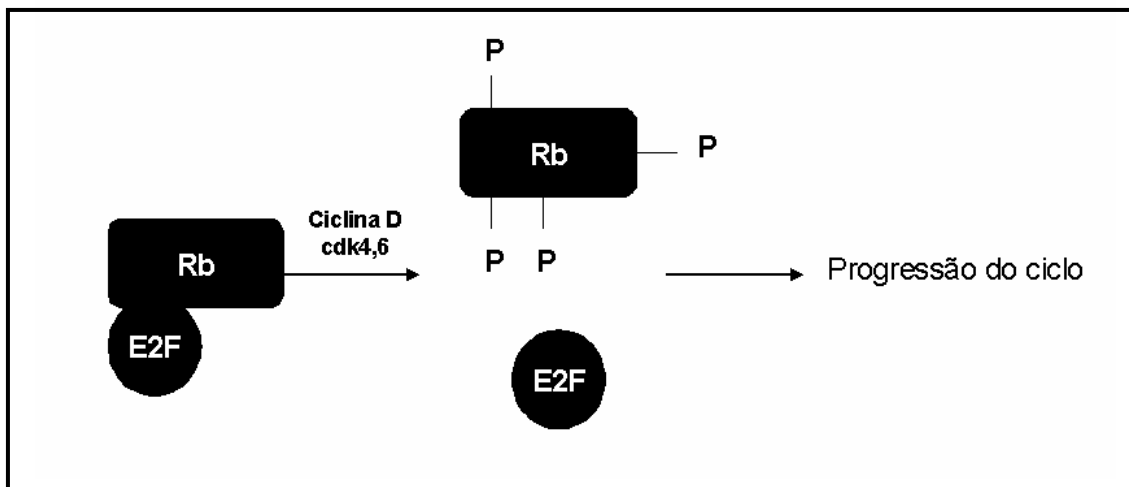 P
Rb
P
P P
Ciclina D
cdk4,6
Rb
E2F
E2F
Progressão do ciclo